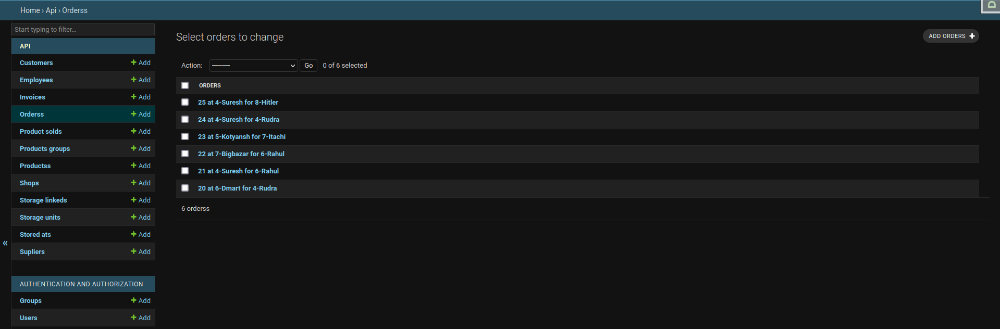 Home › Api › Orderss
D
Start typing to filter...
API
Customers + Add
Employees + Add
Invoices + Add
Orderss + Add
Product solds + Add
Products groups + Add
Productss + Add
Shops + Add
Storage linkeds + Add
Storage units + Add
Stored ats + Add
Supliers + Add
AUTHENTICATION AND AUTHORIZATION
Groups + Add
Users + Add
«
Select orders to change
ADD ORDERS +
Action: --------- Go 0 of 6 selected
ORDERS
25 at 4-Suresh for 8-Hitler
24 at 4-Suresh for 4-Rudra
23 at 5-Kotyansh for 7-Itachi
22 at 7-Bigbazar for 6-Rahul
21 at 4-Suresh for 6-Rahul
20 at 6-Dmart for 4-Rudra
6 orderss